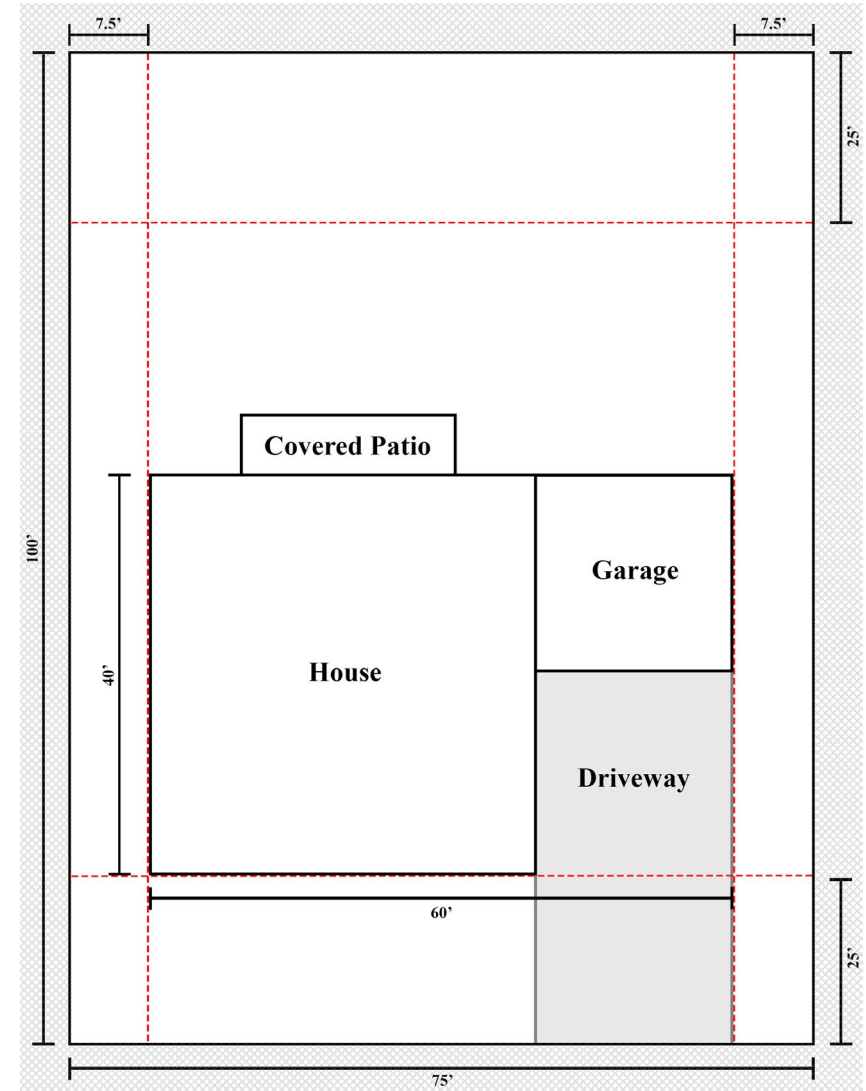 7.5’
7.5’
25’
Covered Patio
100’
Garage
40’
House
Driveway
60’
25’
75’